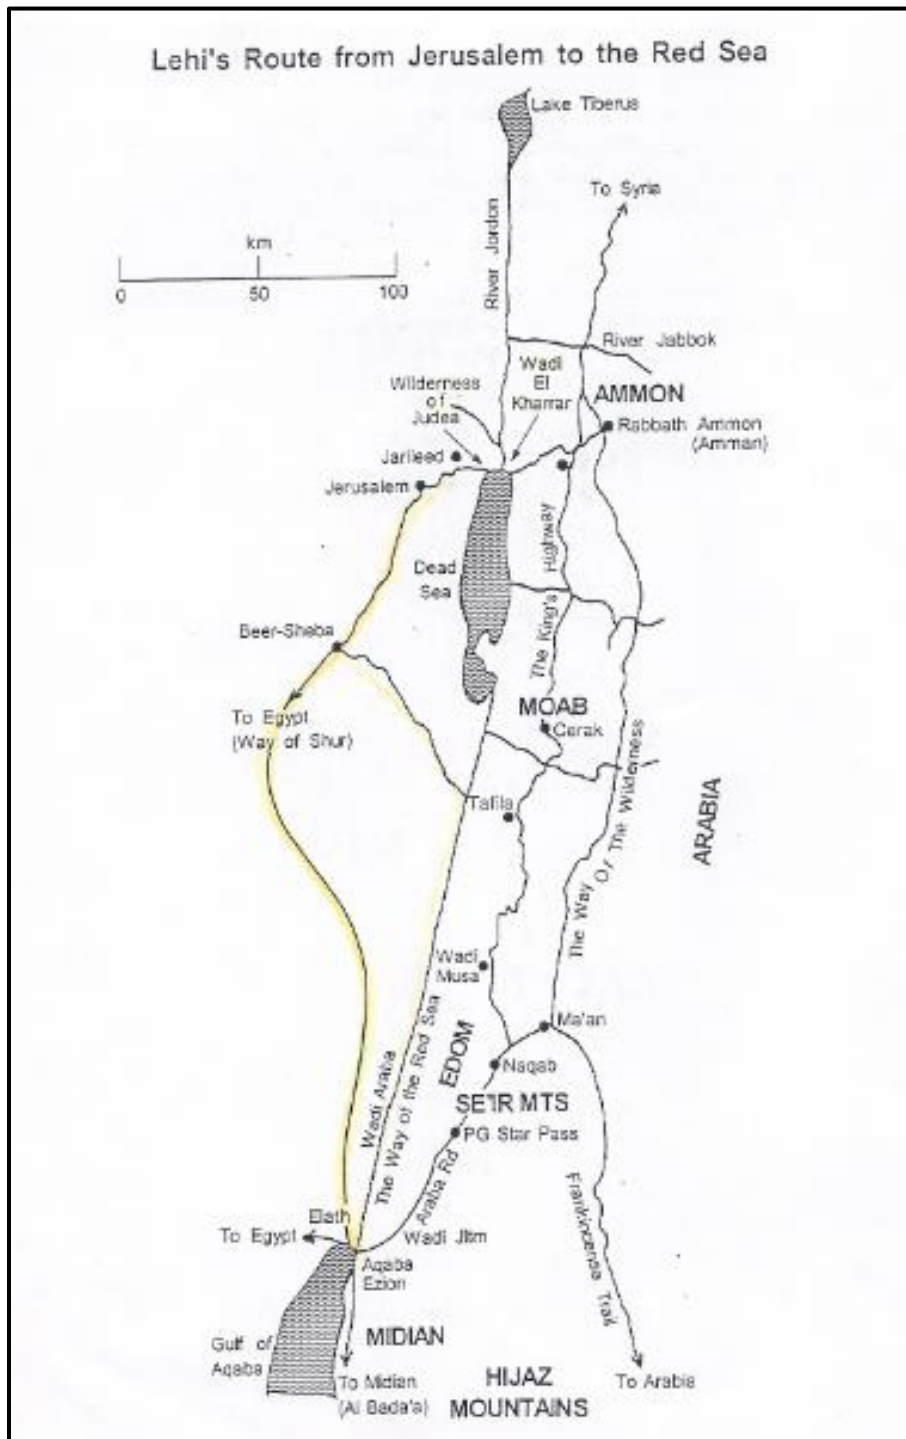 Lehi's Route from Jerusalem to the Red Sea
Lake Tiberus
To Syria
River Jordon
km
0 50 100
River Jabbok
Wadi
El
Kharrar
Wilderness
of
Judea
AMMON
Rabbath Ammon
(Amman)
Jarileed
Jerusalem
Dead
Sea
The King's Highway
Beer-Sheba
To Egypt
(Way of Shur)
MOAB
Cerak
Tafila
The Way Of The Wilderness
ARABIA
Wadi
Musa
Ma'an
Naqab
EDOM
SE'IR MTS
PG Star Pass
Wadi Araba
The Way of the Red Sea
Araba Rd
Wadi Jitm
Frankincense Trail
Elath
To Egypt
Aqaba
Ezion
Gulf of
Aqaba
MIDIAN
To Midian
(Al Bada'a)
HIJAZ
MOUNTAINS
To Arabia